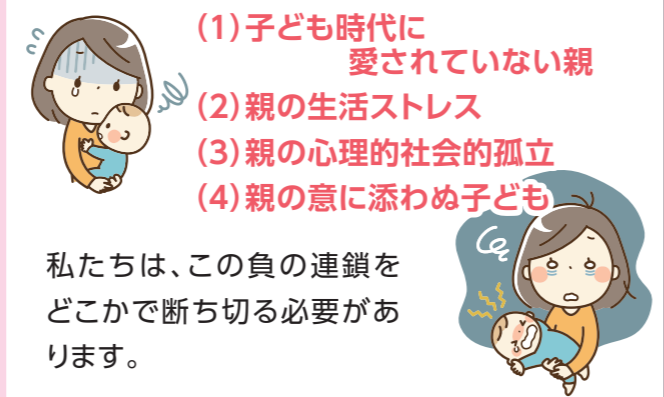 (1)子ども時代に
愛されていない親
(2)親の生活ストレス
(3)親の心理的社会的孤立
(4)親の意に添わぬ子ども
私たちは、この負の連鎖を
どこかで断ち切る必要があ
ります。